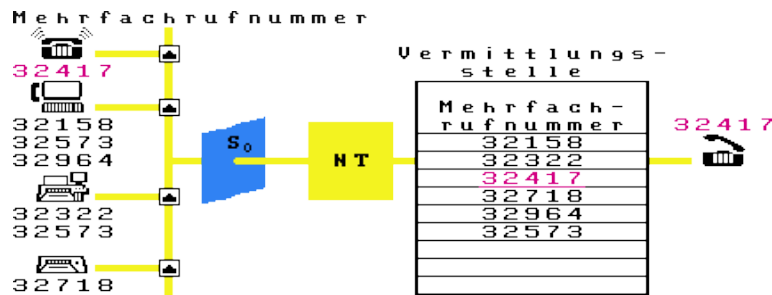 Mehrfachrufnummer
32417
32158
32573
32964
32322
32573
32718
S₀
NT
Vermittlungs-
stelle
Mehrfach-
rufnummer
32158
32322
32417
32718
32964
32573
32417